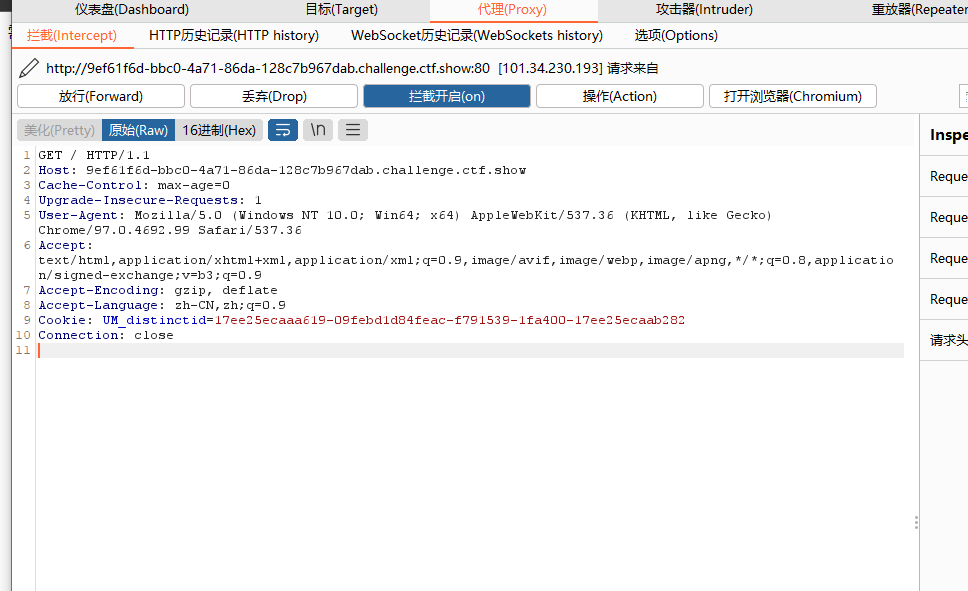 仪表盘(Dashboard) 目标(Target) 代理(Proxy) 攻击器(Intruder) 重放器(Repeater
拦截(Intercept) HTTP历史记录(HTTP history) WebSocket历史记录(WebSockets history) 选项(Options)
http://9ef61f6d-bbc0-4a71-86da-128c7b967dab.challenge.ctf.show:80 [101.34.230.193] 请求来自
放行(Forward) 丢弃(Drop) 拦截开启(on) 操作(Action) 打开浏览器(Chromium)
美化(Pretty) 原始(Raw) 16进制(Hex) \n
Inspe
1 GET / HTTP/1.1
2 Host: 9ef61f6d-bbc0-4a71-86da-128c7b967dab.challenge.ctf.show
3 Cache-Control: max-age=0
4 Upgrade-Insecure-Requests: 1
5 User-Agent: Mozilla/5.0 (Windows NT 10.0; Win64; x64) AppleWebKit/537.36 (KHTML, like Gecko)
Chrome/97.0.4692.99 Safari/537.36
6 Accept:
text/html,application/xhtml+xml,application/xml;q=0.9,image/avif,image/webp,image/apng,*/*;q=0.8,applicatio
n/signed-exchange;v=b3;q=0.9
7 Accept-Encoding: gzip, deflate
8 Accept-Language: zh-CN,zh;q=0.9
9 Cookie: UM_distinctid=17ee25ecaaa619-09febd1d84feac-f791539-1fa400-17ee25ecaab282
10 Connection: close
11
Reque
Reque
Reque
Reque
请求头